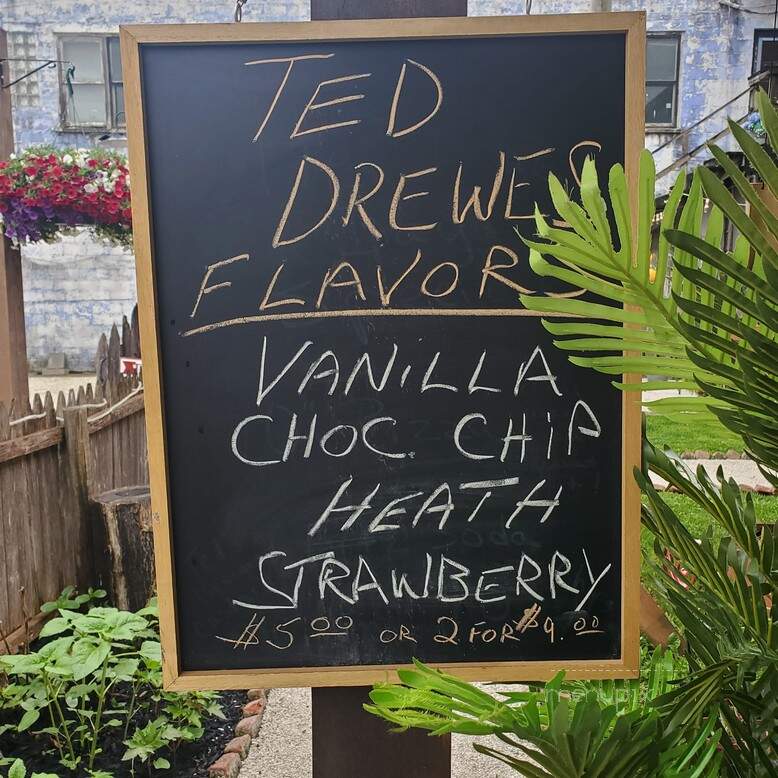 TED
DREWES
FLAVORS
VANiLLA
CHOC. CHiP
HEATH
STRAWBERRY
$5.00 OR 2 FOR $9.00